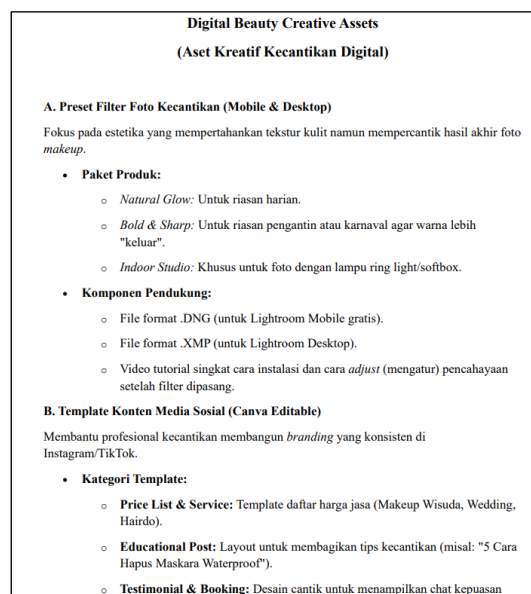 Digital Beauty Creative Assets
(Aset Kreatif Kecantikan Digital)
A. Preset Filter Foto Kecantikan (Mobile & Desktop)
Fokus pada estetika yang mempertahankan tekstur kulit namun mempercantik hasil akhir foto
makeup.
• Paket Produk:
o Natural Glow: Untuk riasan harian.
o Bold & Sharp: Untuk riasan pengantin atau karnaval agar warna lebih
"keluar".
o Indoor Studio: Khusus untuk foto dengan lampu ring light/softbox.
• Komponen Pendukung:
o File format .DNG (untuk Lightroom Mobile gratis).
o File format .XMP (untuk Lightroom Desktop).
o Video tutorial singkat cara instalasi dan cara adjust (mengatur) pencahayaan
setelah filter dipasang.
B. Template Konten Media Sosial (Canva Editable)
Membantu profesional kecantikan membangun branding yang konsisten di
Instagram/TikTok.
• Kategori Template:
o Price List & Service: Template daftar harga jasa (Makeup Wisuda, Wedding,
Hairdo).
o Educational Post: Layout untuk membagikan tips kecantikan (misal: "5 Cara
Hapus Maskara Waterproof").
o Testimonial & Booking: Desain cantik untuk menampilkan chat kepuasan